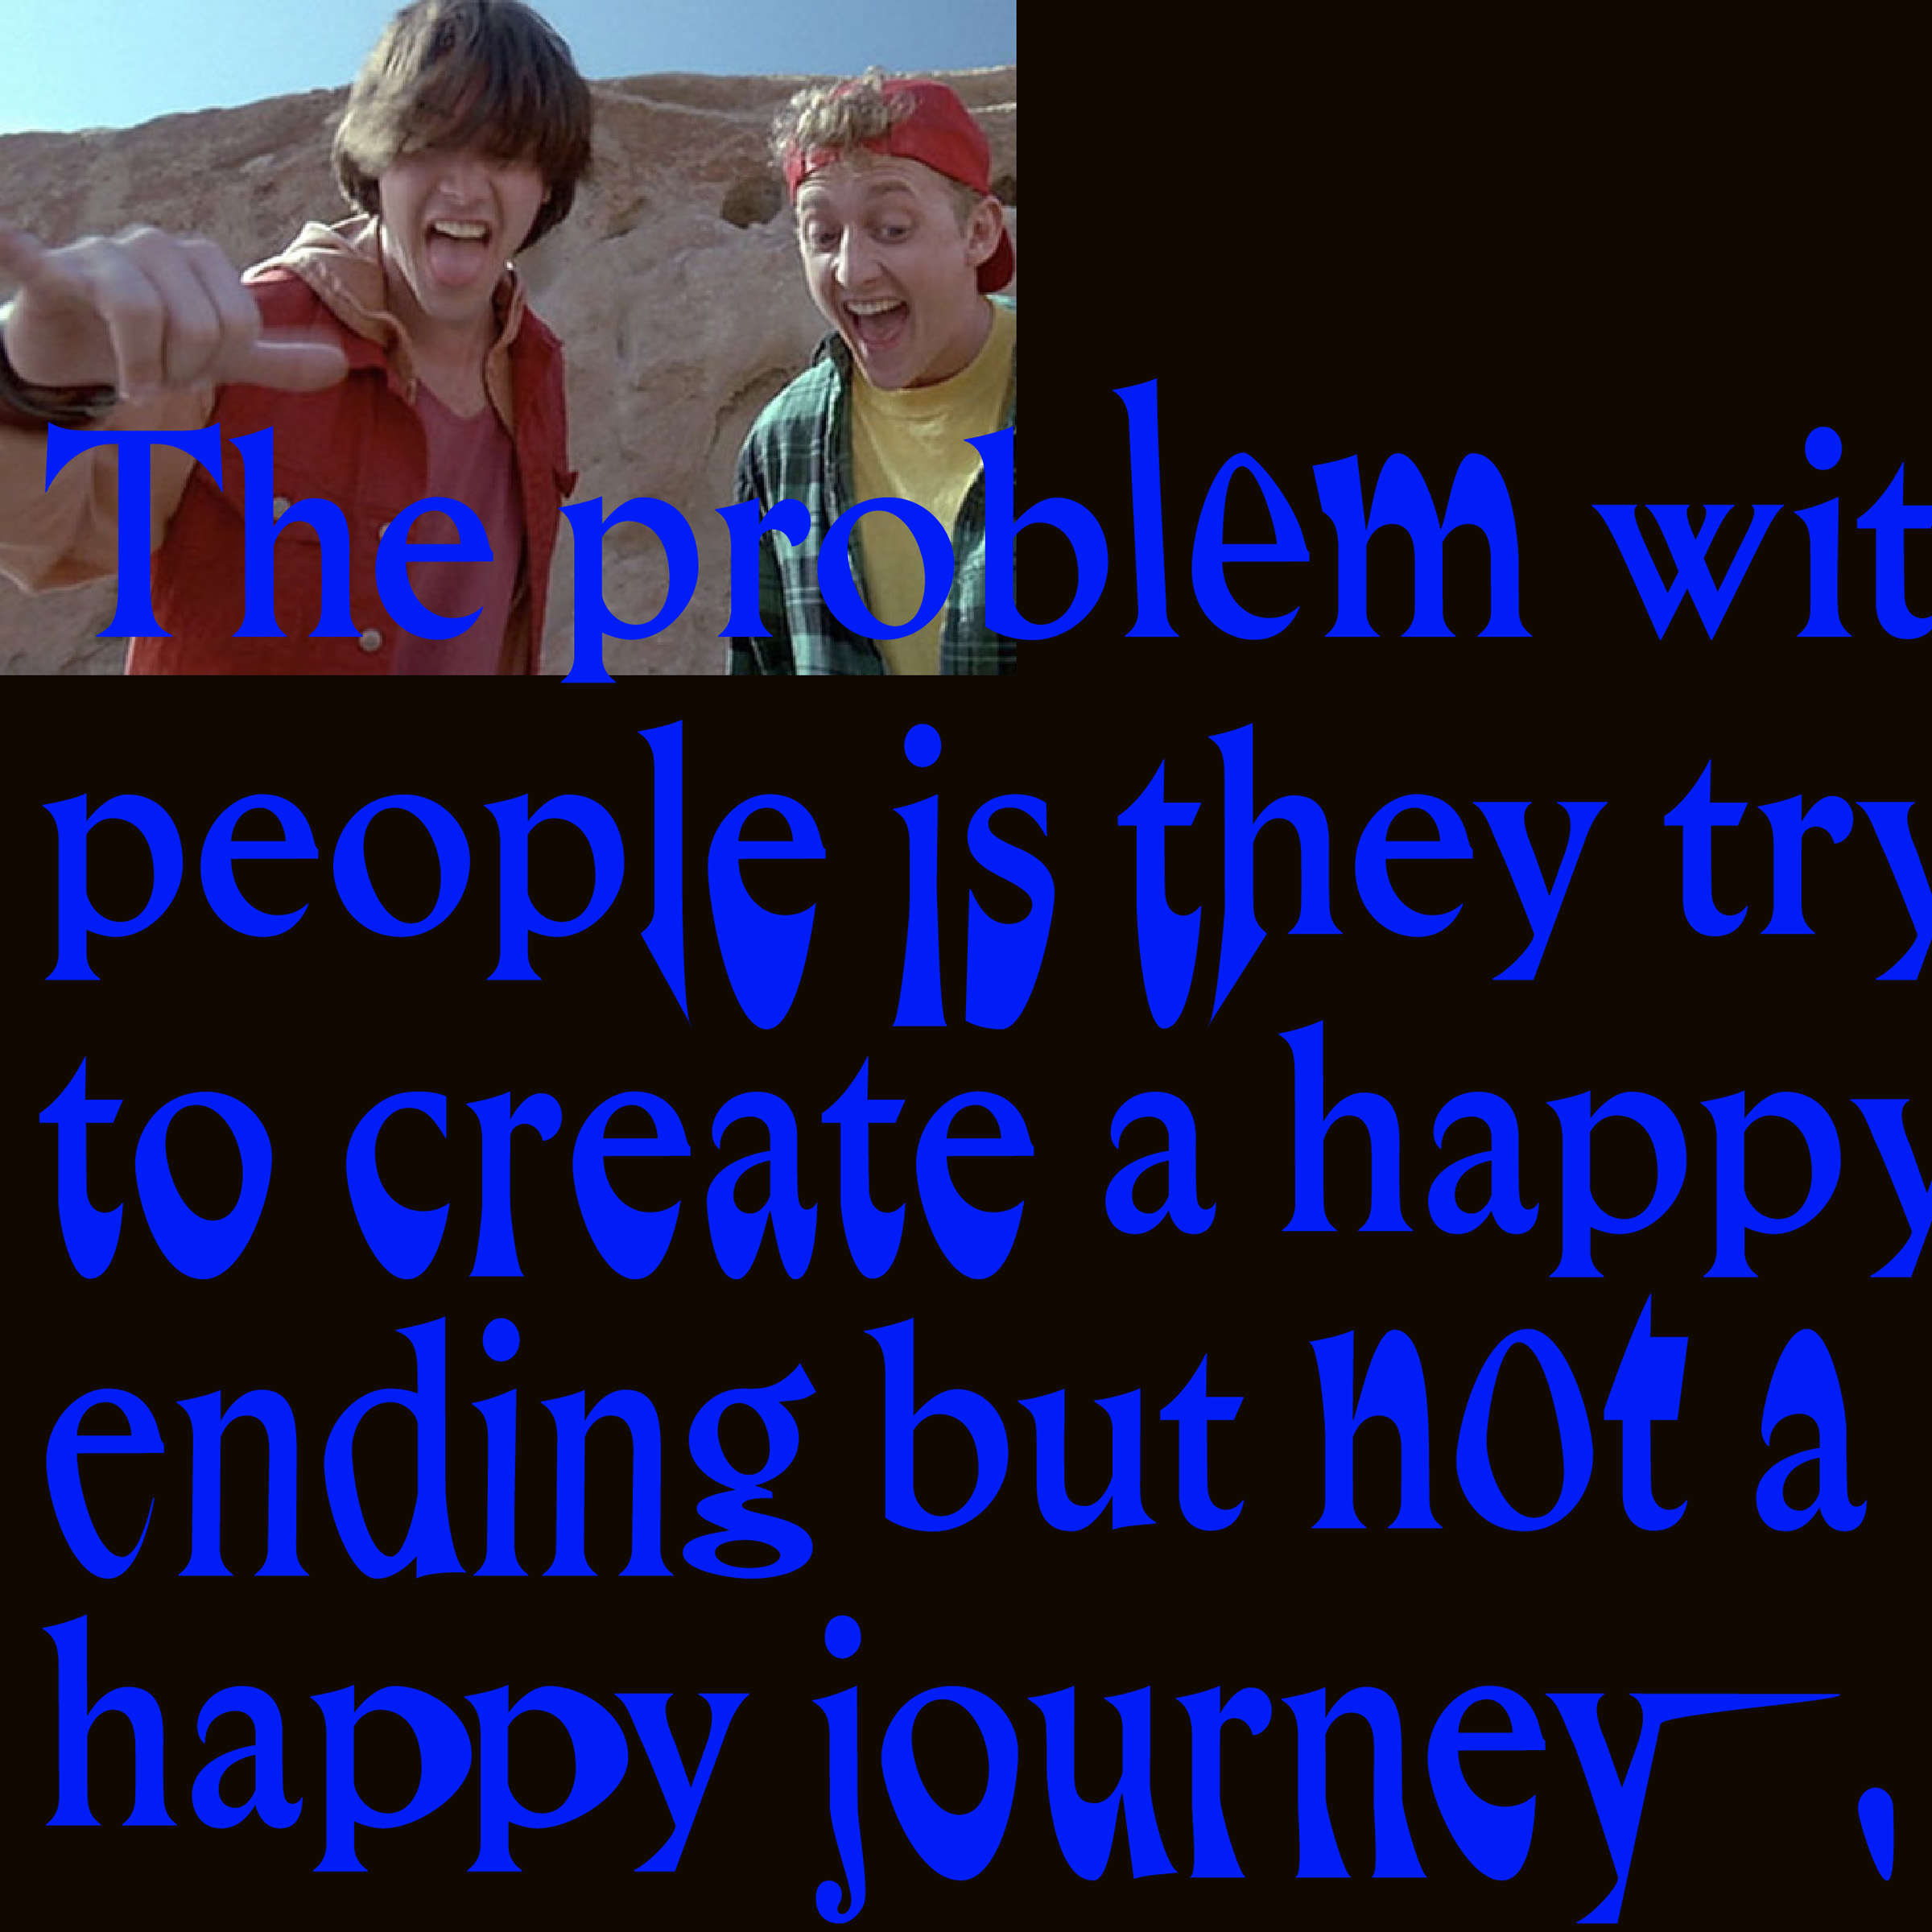 The problem wit
people is they try
to create a happy
ending but not a
happy journey ,